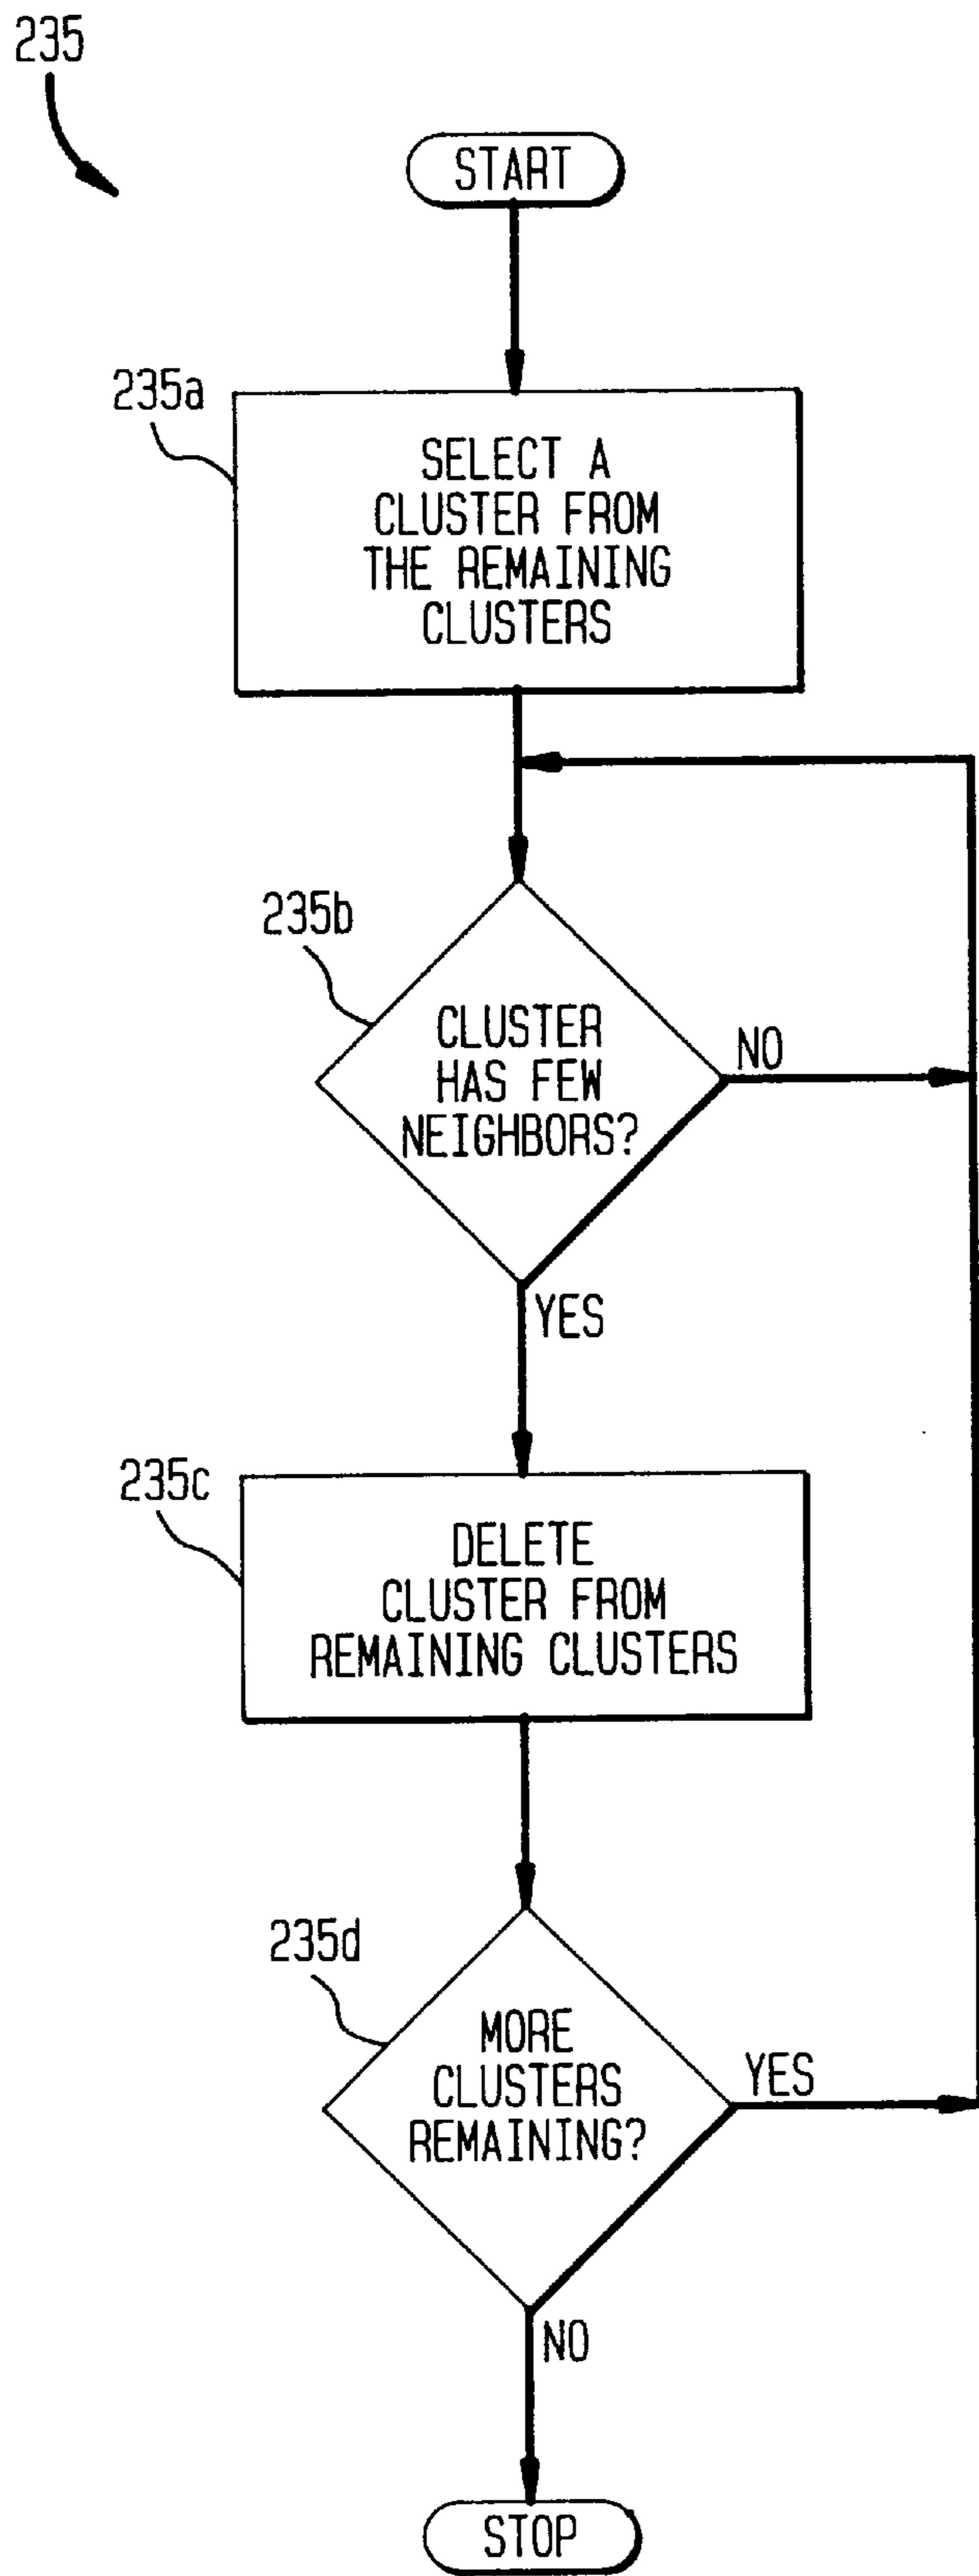 235
START
235a
SELECT A
CLUSTER FROM
THE REMAINING
CLUSTERS
235b
CLUSTER
HAS FEW
NEIGHBORS?
NO
YES
235c
DELETE
CLUSTER FROM
REMAINING CLUSTERS
235d
MORE
CLUSTERS
REMAINING?
YES
NO
STOP